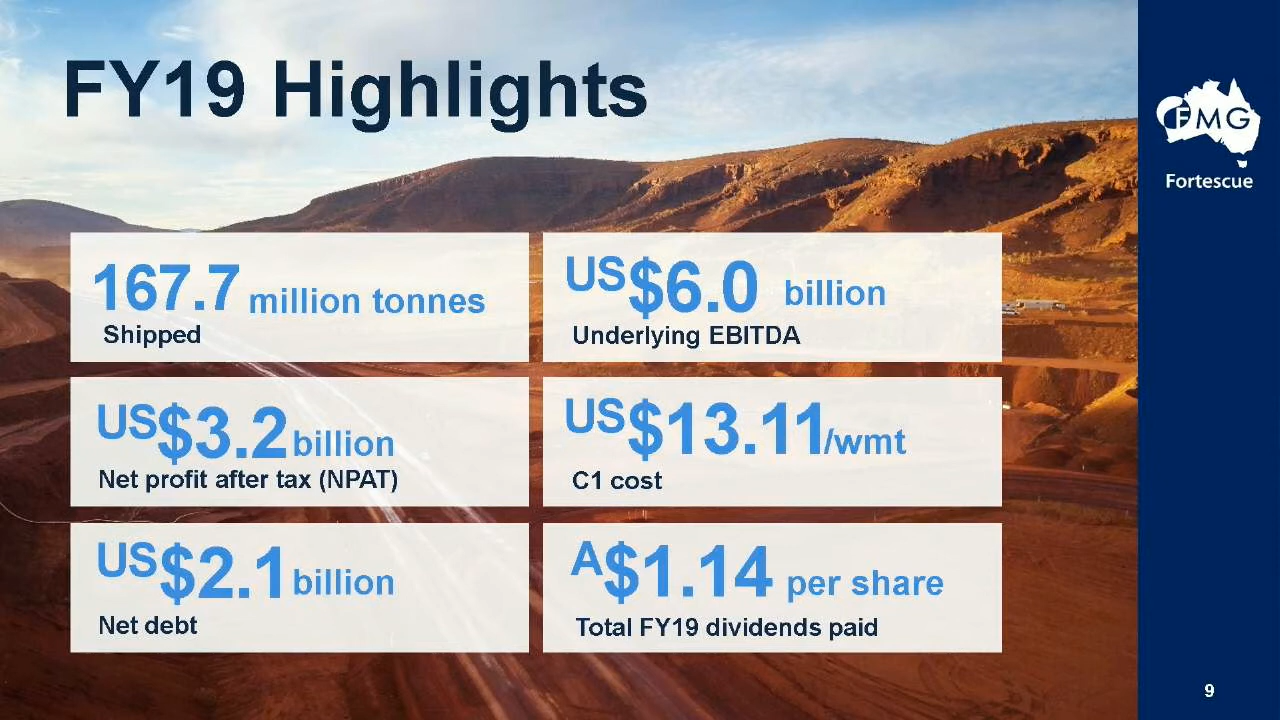 FY19 Highlights
FMG
Fortescue
167.7 million tonnes
Shipped
US$6.0 billion
Underlying EBITDA
US$3.2 billion
Net profit after tax (NPAT)
US$13.11/wmt
C1 cost
US$2.1 billion
Net debt
A$1.14 per share
Total FY19 dividends paid
9